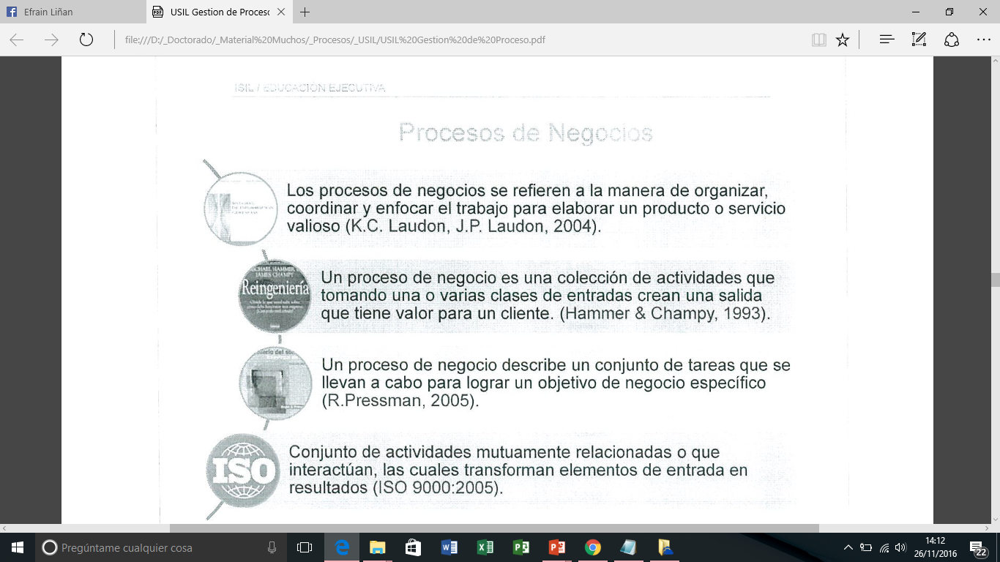 Efrain Liñan
USIL Gestion de Proceso
file:///D:/_Doctorado/_Material%20Muchos/_Procesos/_USIL/USIL%20Gestion%20de%20Proceso.pdf
ISIL / EDUCACIÓN EJECUTIVA
Procesos de Negocios
Los procesos de negocios se refieren a la manera de organizar,
coordinar y enfocar el trabajo para elaborar un producto o servicio
valioso (K.C. Laudon, J.P. Laudon, 2004).
MICHAEL HAMMER
JAMES CHAMPY
Reingeniería
Un proceso de negocio es una colección de actividades que
tomando una o varias clases de entradas crean una salida
que tiene valor para un cliente. (Hammer & Champy, 1993).
Un proceso de negocio describe un conjunto de tareas que se
llevan a cabo para lograr un objetivo de negocio específico
(R.Pressman, 2005).
ISO
Conjunto de actividades mutuamente relacionadas o que
interactúan, las cuales transforman elementos de entrada en
resultados (ISO 9000:2005).
Pregúntame cualquier cosa
14:12
26/11/2016
22